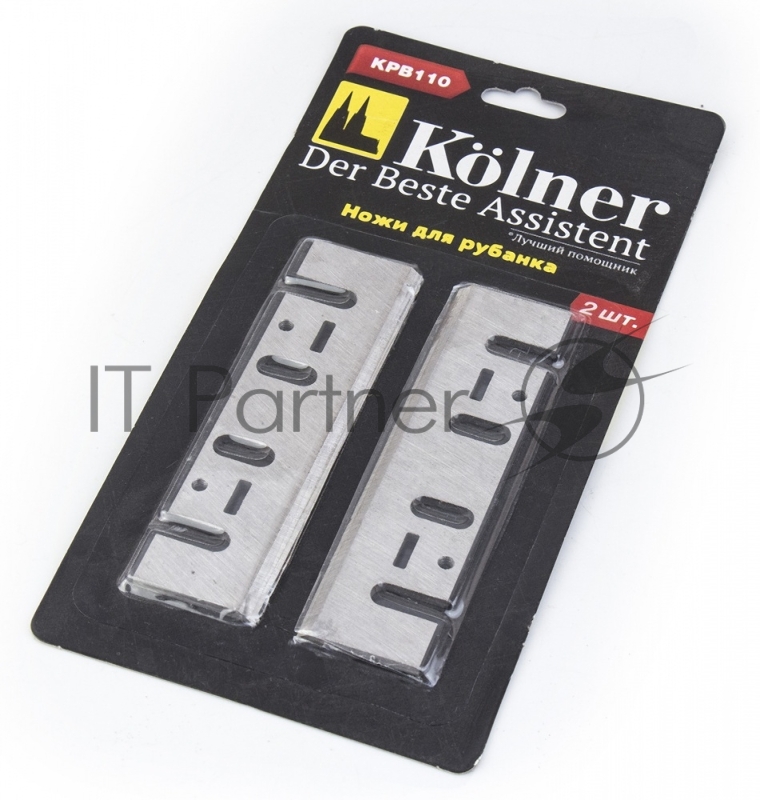 KPB110
Kölner
Der Beste Assistent
*Лучший помощник
Ножи для рубанка
2 шт.
IT Partner